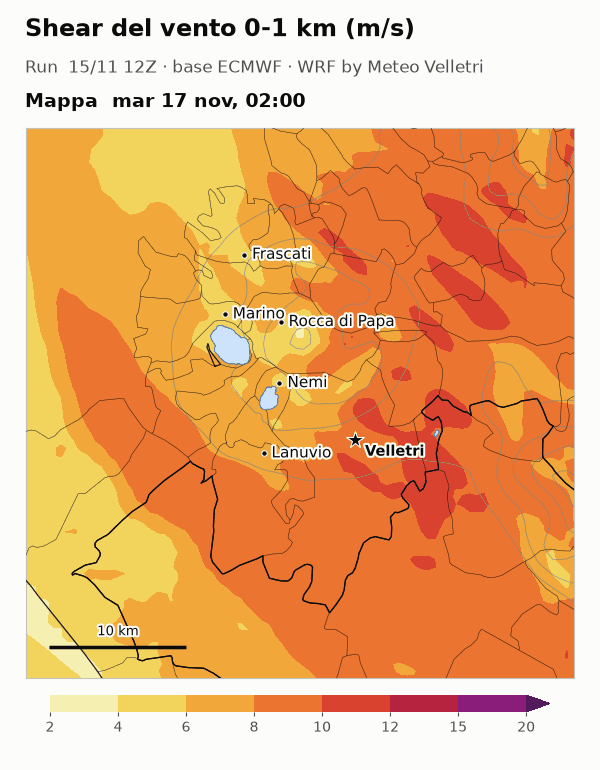 Shear del vento 0-1 km (m/s)
Run 15/11 12Z · base ECMWF · WRF by Meteo Velletri
Mappa mar 17 nov, 02:00
Frascati
Marino
Rocca di Papa
Nemi
Velletri
Lanuvio
10 km
2 4 6 8 10 12 15 20